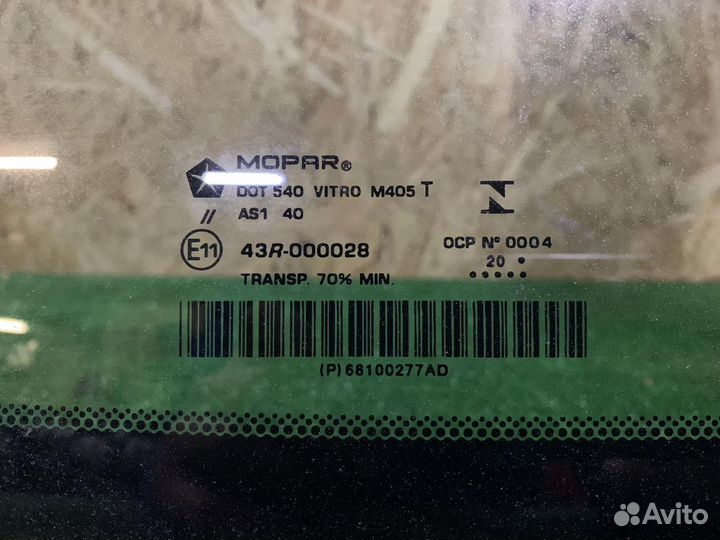 MOPAR®
DOT 540 VITRO M405 T
// AS1 40
E11 43R-000028
TRANSP. 70% MIN.
OCP Nº 0004
20
(P)68100277AD
Avito